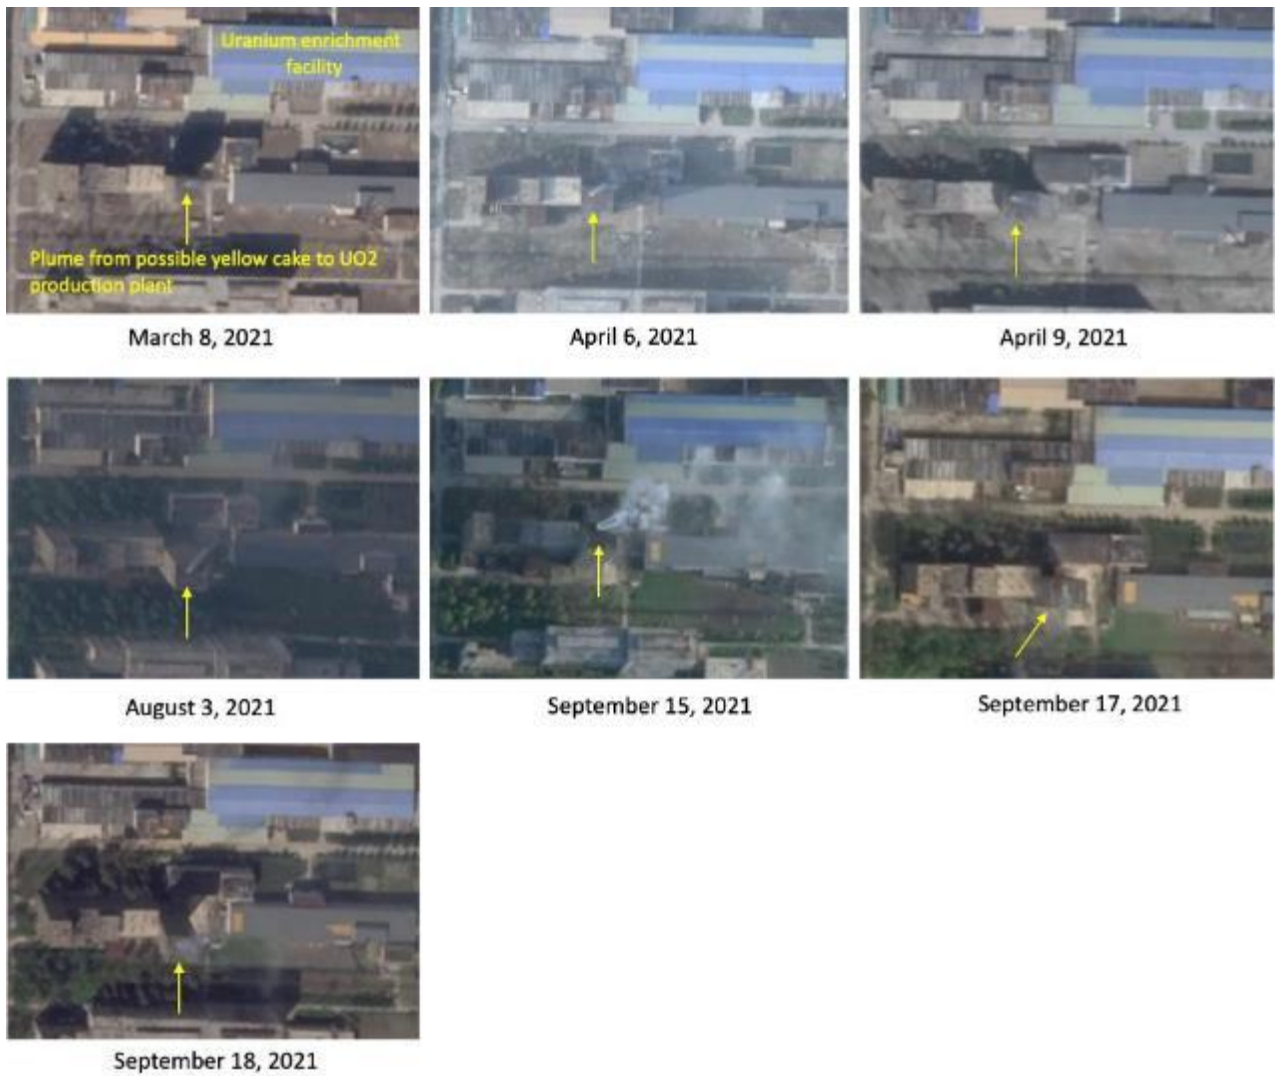 Uranium enrichment
facility
Plume from possible yellow cake to UO2
production plant
March 8, 2021
April 6, 2021
April 9, 2021
August 3, 2021
September 15, 2021
September 17, 2021
September 18, 2021